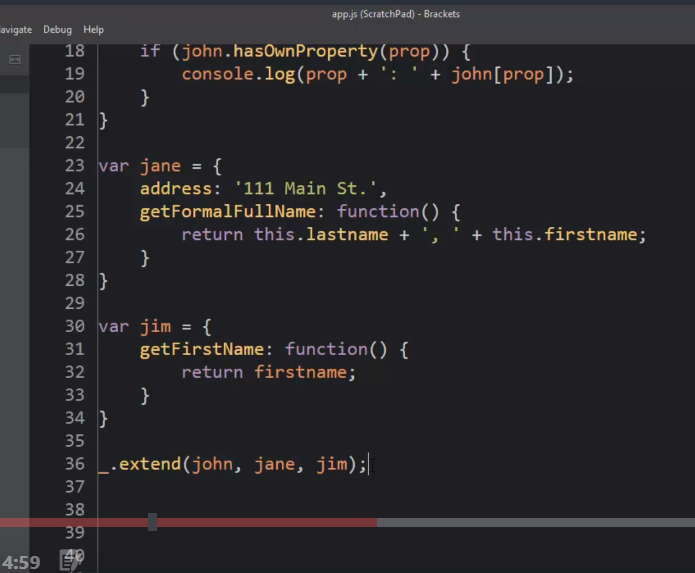 app.js (ScratchPad) - Brackets
avigate Debug Help
18 if (john.hasOwnProperty(prop)) {
19 console.log(prop + ': ' + john[prop]);
20 }
21 }
22
23 var jane = {
24 address: '111 Main St.',
25 getFormalFullName: function() {
26 return this.lastname + ', ' + this.firstname;
27 }
28 }
29
30 var jim = {
31 getFirstName: function() {
32 return firstname;
33 }
34 }
35
36 _.extend(john, jane, jim);
37
38
39
40
4:59